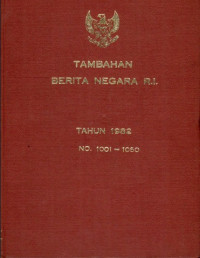 TAMBAHAN
BERITA NEGARA R.I.
TAHUN 1982
NO. 1001 - 1050